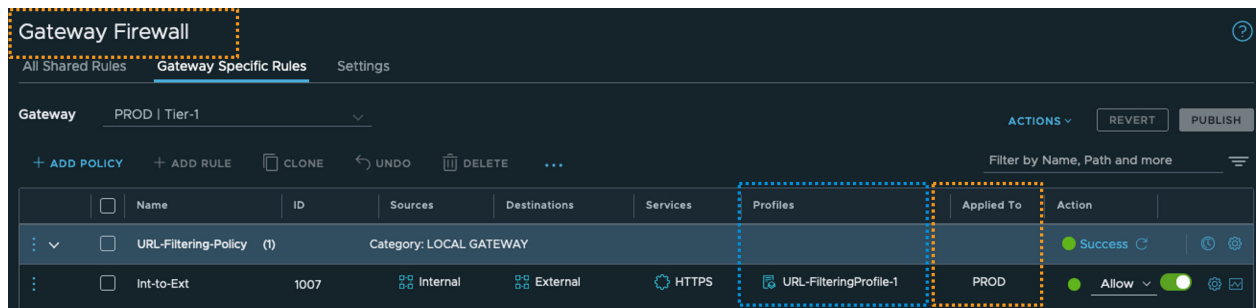 Gateway Firewall
All Shared Rules Gateway Specific Rules Settings
Gateway PROD | Tier-1 ACTIONS REVERT PUBLISH
+ ADD POLICY + ADD RULE CLONE UNDO DELETE ... Filter by Name, Path and more
Name ID Sources Destinations Services Profiles Applied To Action
URL-Filtering-Policy (1) Category: LOCAL GATEWAY Success
Int-to-Ext 1007 Internal External HTTPS URL-FilteringProfile-1 PROD Allow